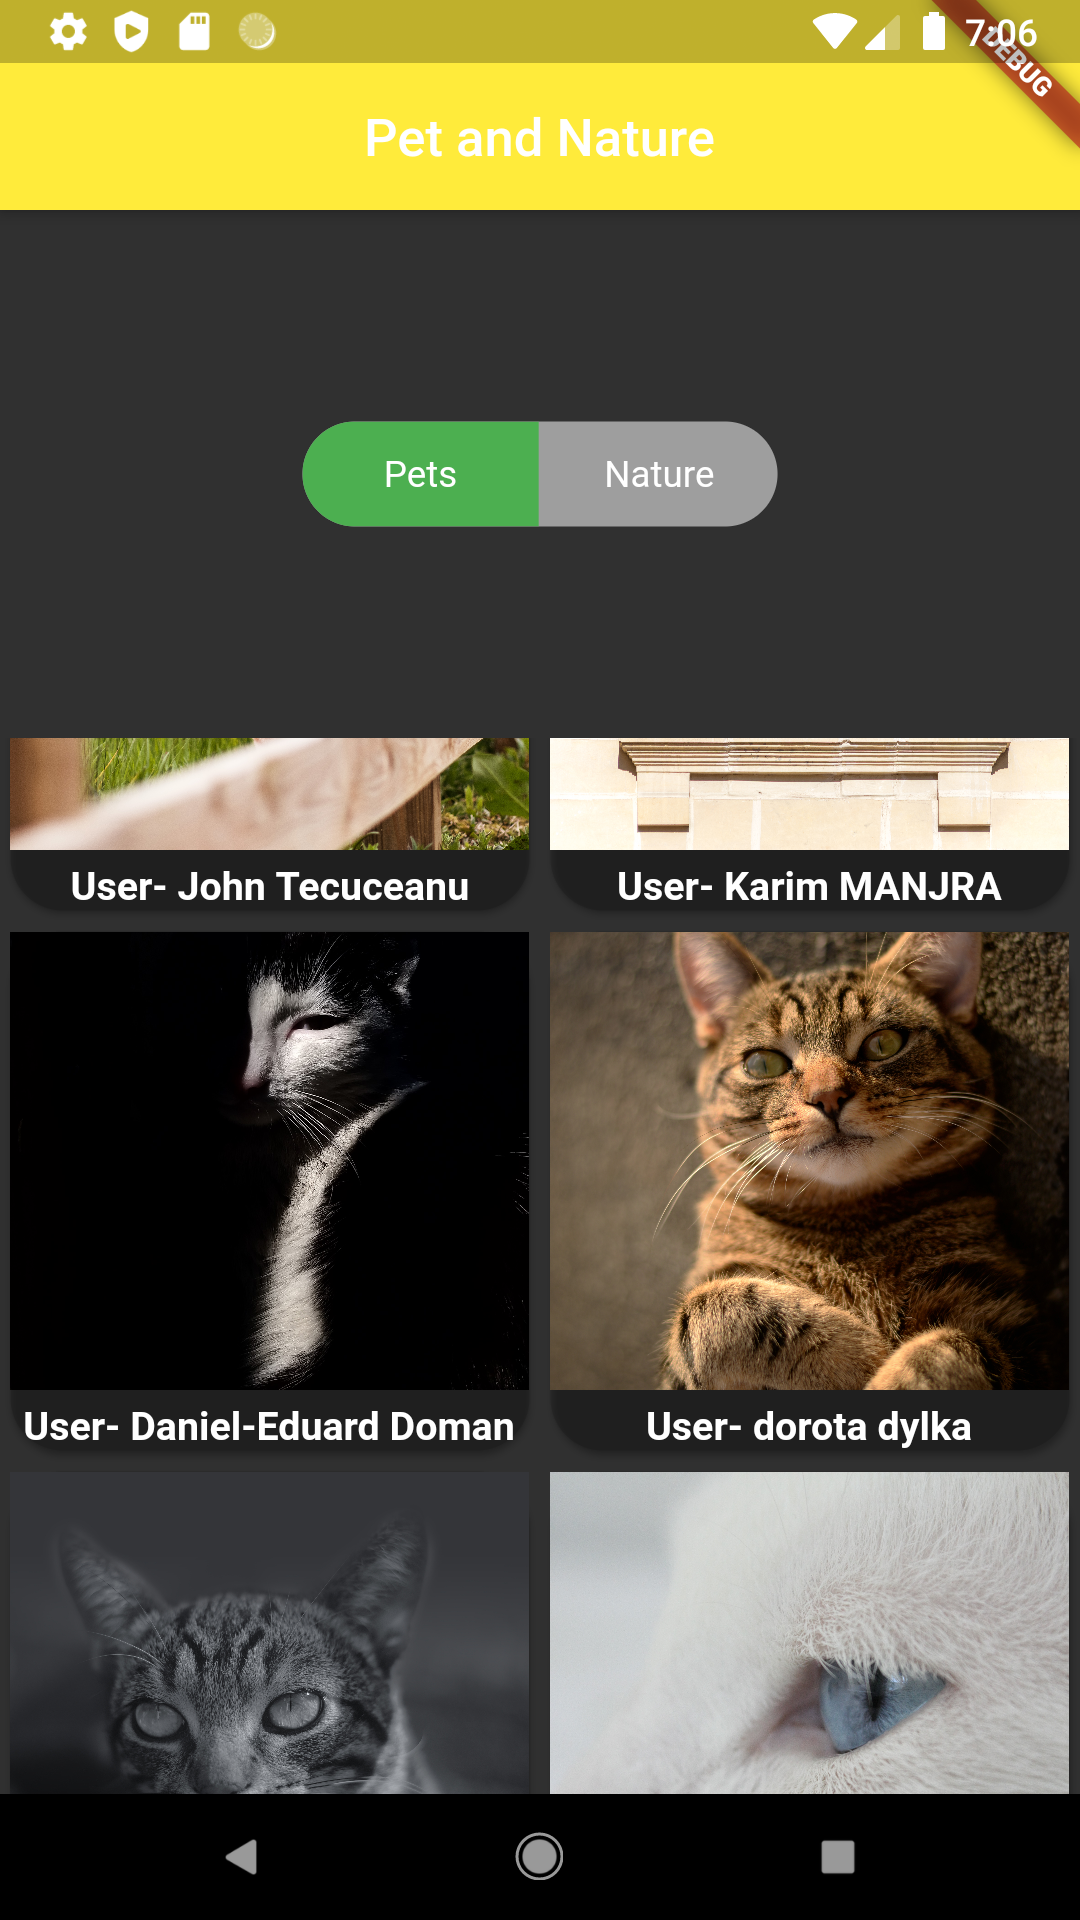 7:06
DEBUG
Pet and Nature
Pets
Nature
User- John Tecuceanu
User- Karim MANJRA
User- Daniel-Eduard Doman
User- dorota dylka